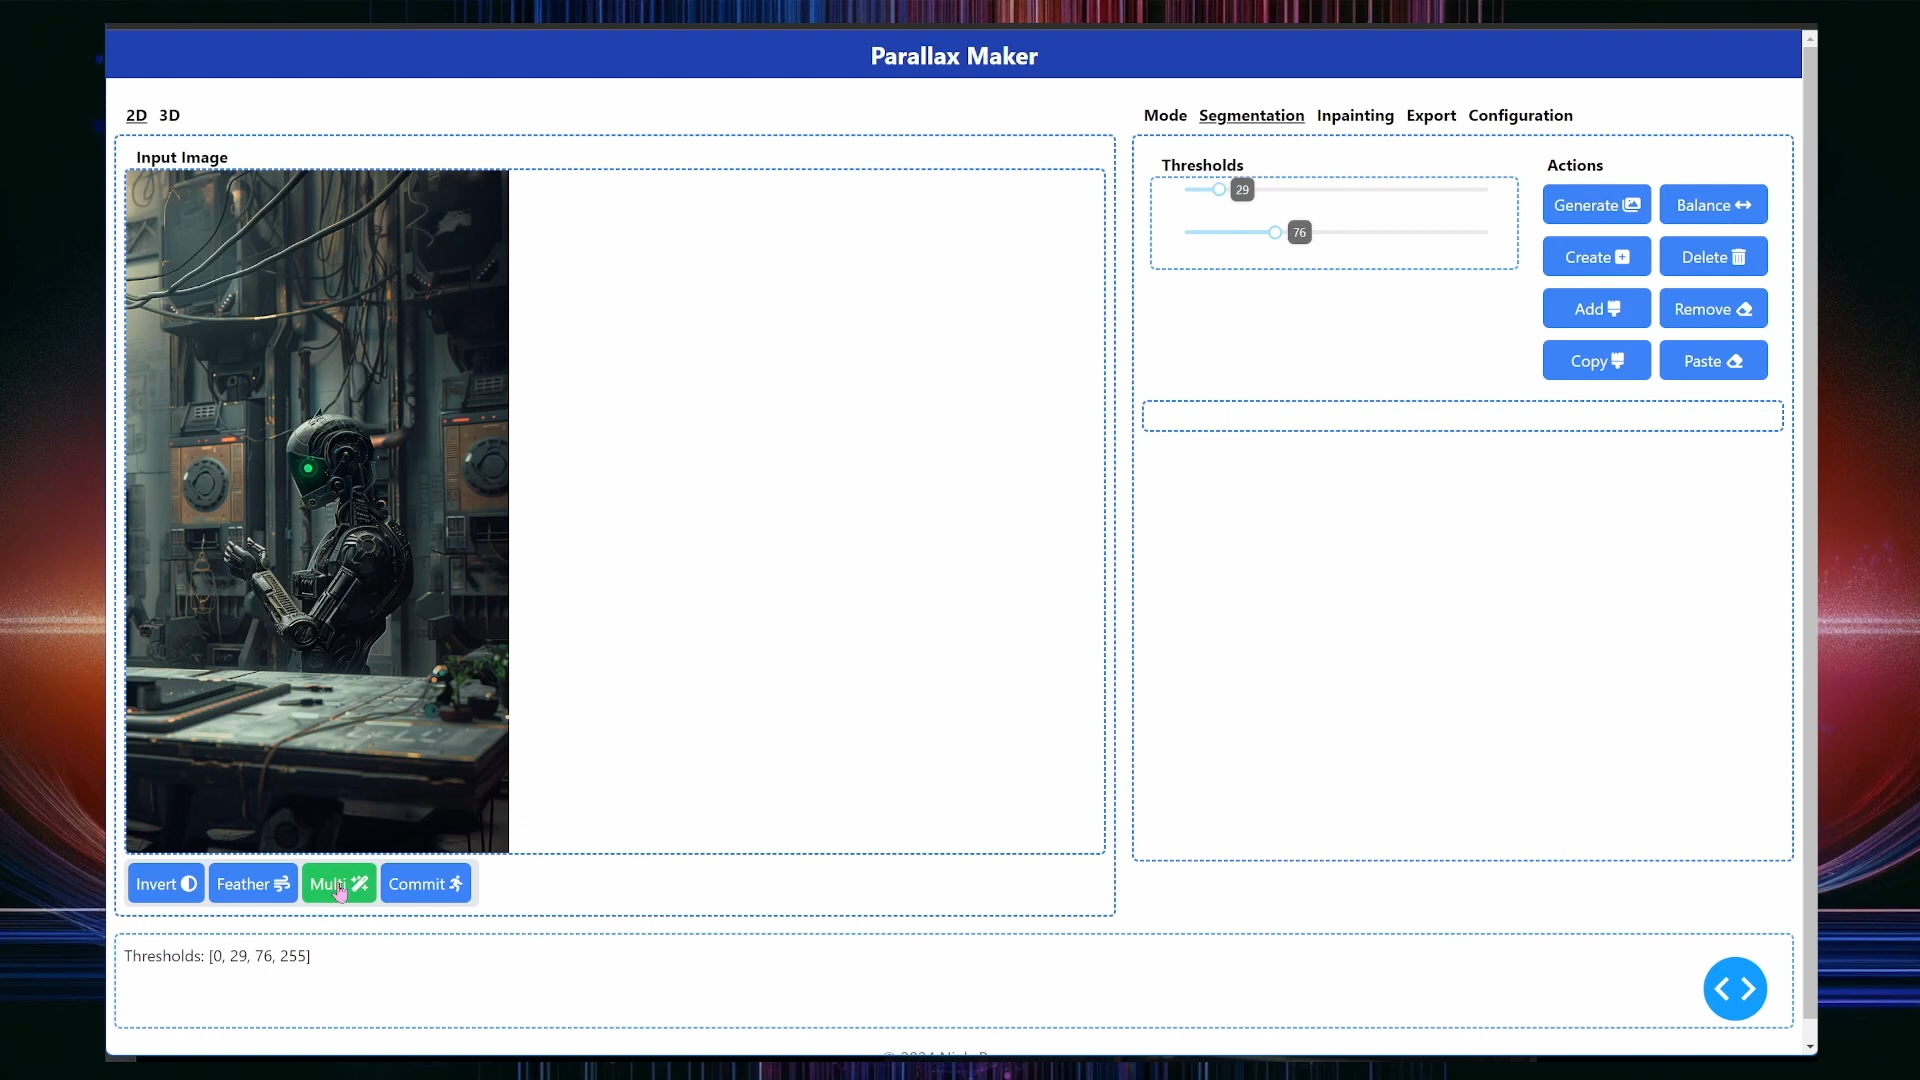 Parallax Maker
2D 3D
Mode Segmentation Inpainting Export Configuration
Input Image
Thresholds
29
76
Actions
Generate Balance
Create Delete
Add Remove
Copy Paste
Invert Feather Multi Commit
Thresholds: [0, 29, 76, 255]